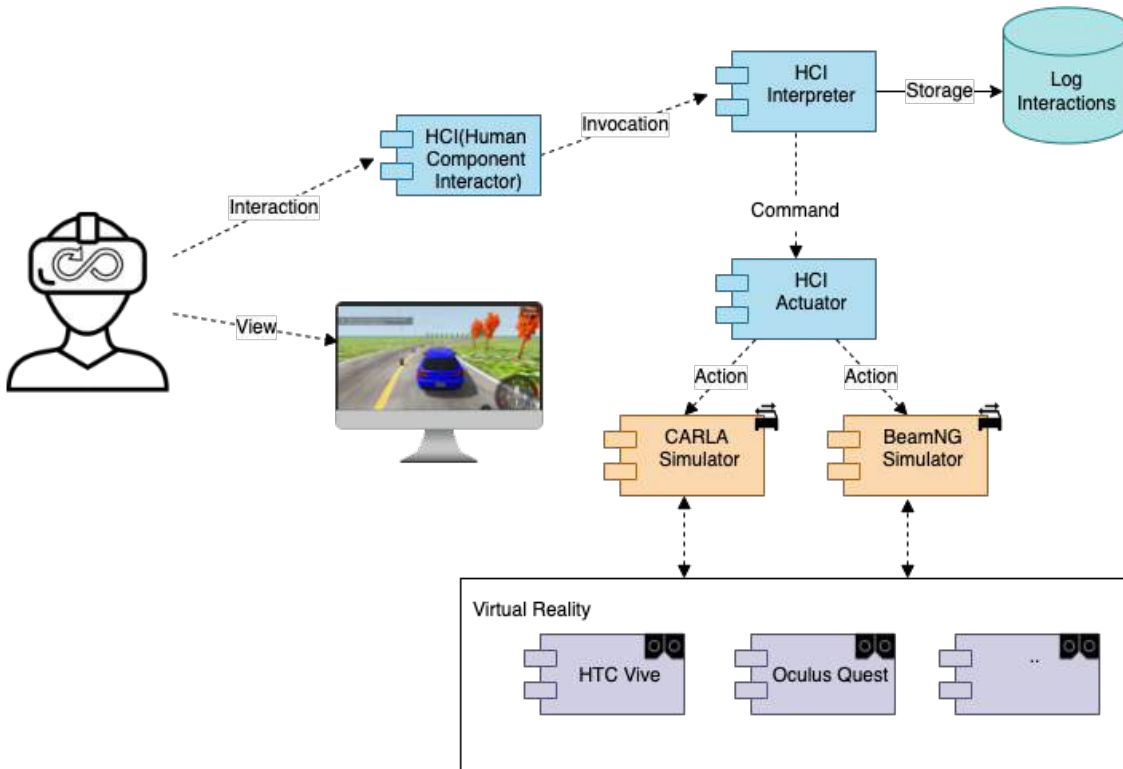 HCI
Interpreter
Storage
Log
Interactions
Invocation
HCI(Human
Component
Interactor)
Interaction
Command
HCI
Actuator
View
Action
Action
CARLA
Simulator
BeamNG
Simulator
Virtual Reality
HTC Vive
Oculus Quest
..